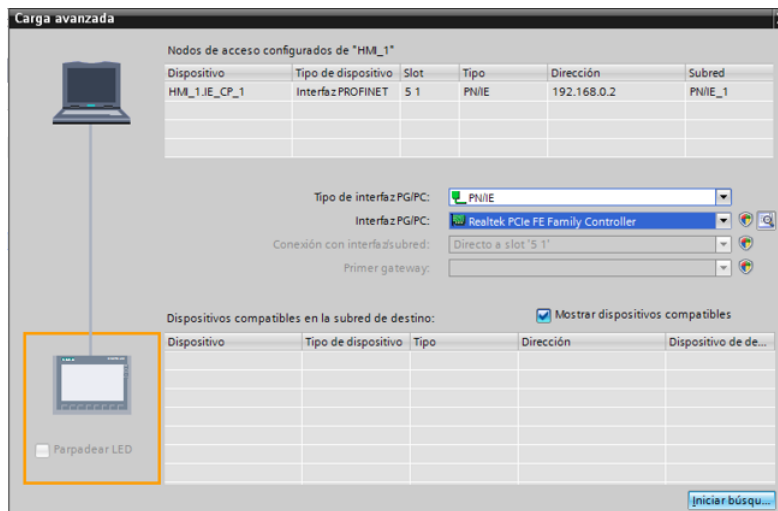 Carga avanzada
Nodos de acceso configurados de "HMI_1"
Dispositivo Tipo de dispositivo Slot Tipo Dirección Subred
HMI_1.IE_CP_1 Interfaz PROFINET 5 1 PN/IE 192.168.0.2 PN/IE_1
Tipo de interfaz PG/PC: PN/IE
Interfaz PG/PC: Realtek PCIe FE Family Controller
Conexión con interfaz/subred: Directo a slot '5 1'
Primer gateway:
Dispositivos compatibles en la subred de destino: Mostrar dispositivos compatibles
Dispositivo Tipo de dispositivo Tipo Dirección Dispositivo de de...
Parpadear LED
Iniciar búsqu...